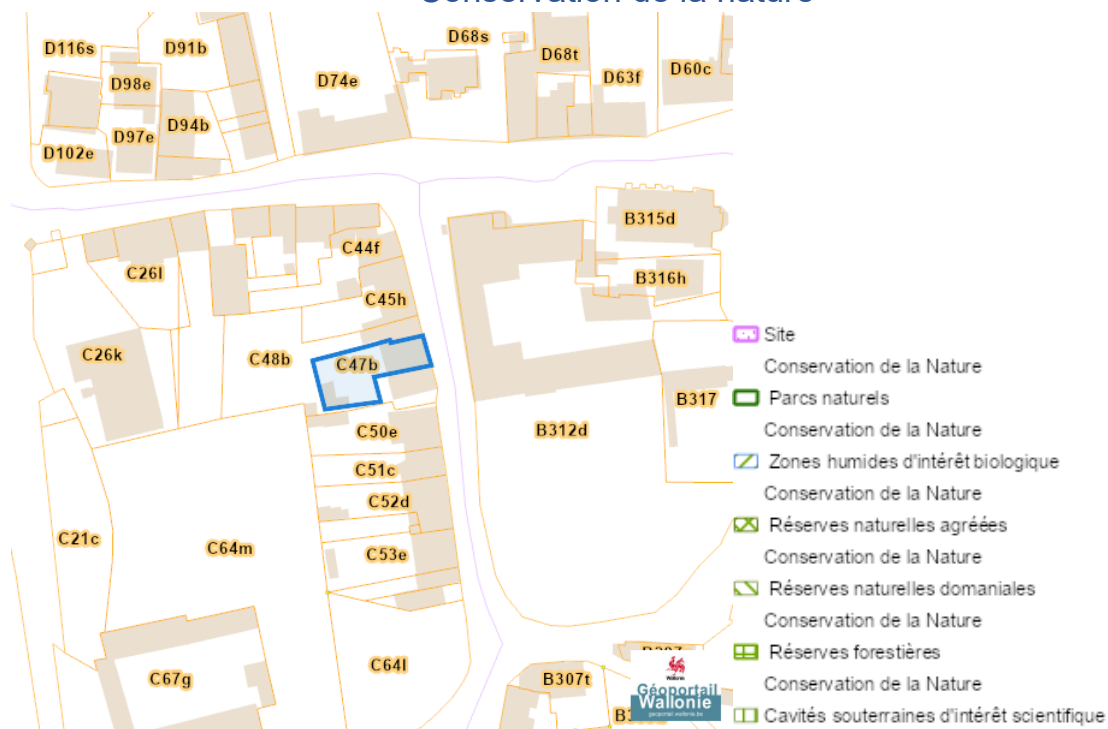 Conservation de la nature
D116s
D91b
D98e
D74e
D68s
D68t
D63f
D60c
D97e
D94b
D102e
B315d
C44f
C26l
B316h
C45h
C26k
C48b
C47b
B317
C50e
B312d
C51c
C52d
C21c
C64m
C53e
C64l
C67g
B307t
Site
Conservation de la Nature
Parcs naturels
Conservation de la Nature
Zones humides d'intérêt biologique
Conservation de la Nature
Réserves naturelles agréées
Conservation de la Nature
Réserves naturelles domaniales
Conservation de la Nature
Réserves forestières
Conservation de la Nature
Cavités souterraines d'intérêt scientifique
Wallonie
Géoportail
Wallonie
geoportail.wallonie.be